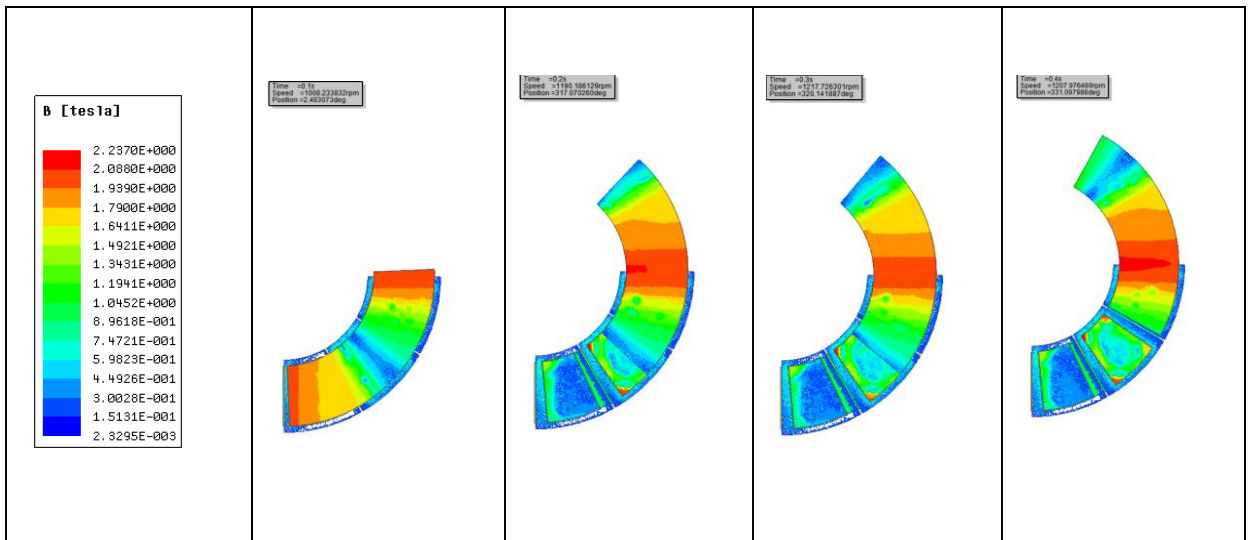 B [tesla]
2.2370E+000
2.0880E+000
1.9390E+000
1.7900E+000
1.6411E+000
1.4921E+000
1.3431E+000
1.1941E+000
1.0452E+000
8.9618E-001
7.4721E-001
5.9823E-001
4.4926E-001
3.0028E-001
1.5131E-001
2.3295E-003
Time =0.1s
Speed =1008.233832rpm
Position =2.483073deg
Time =0.2s
Speed =1190.186129rpm
Position =317.070260deg
Time =0.3s
Speed =1217.726301rpm
Position =320.141887deg
Time =0.4s
Speed =1207.976469rpm
Position =331.097986deg